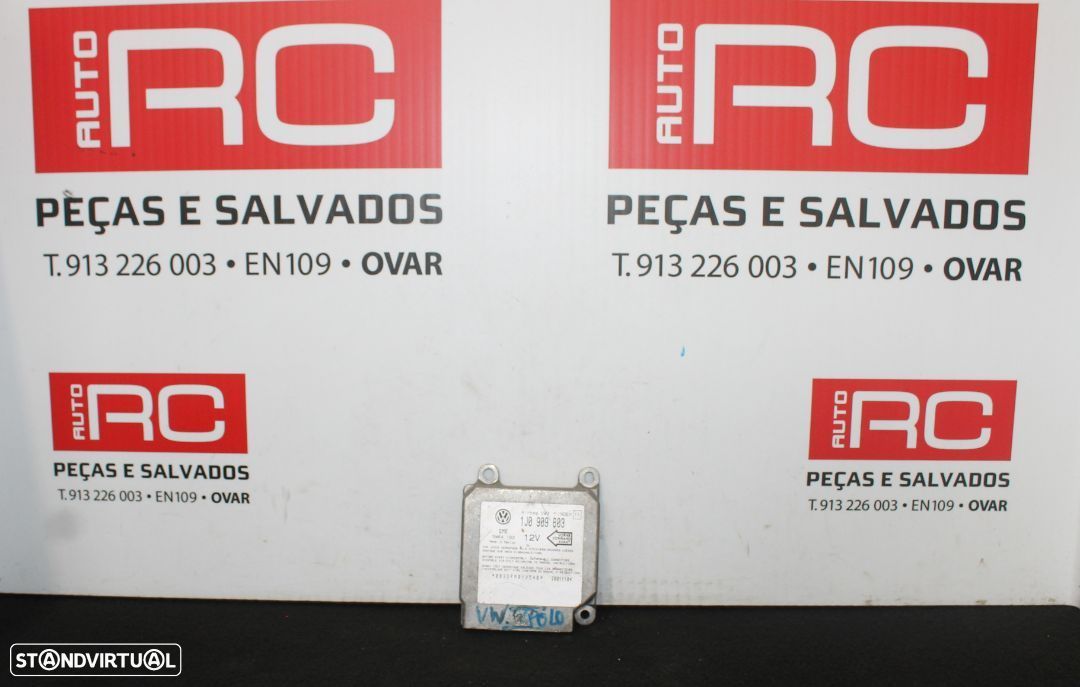 AUTO RC
PEÇAS E SALVADOS
T. 913 226 003 • EN109 • OVAR
AUTO RC
PEÇAS E SALVADOS
T. 913 226 003 • EN109 • OVAR
AUTO RC
PEÇAS E SALVADOS
T. 913 226 003 • EN109 • OVAR
AUTO RC
PEÇAS E SALVADOS
T. 913 226 003 • EN109 • OVAR
1J0 909 603
12V
VW POLO
STANDVIRTUAL